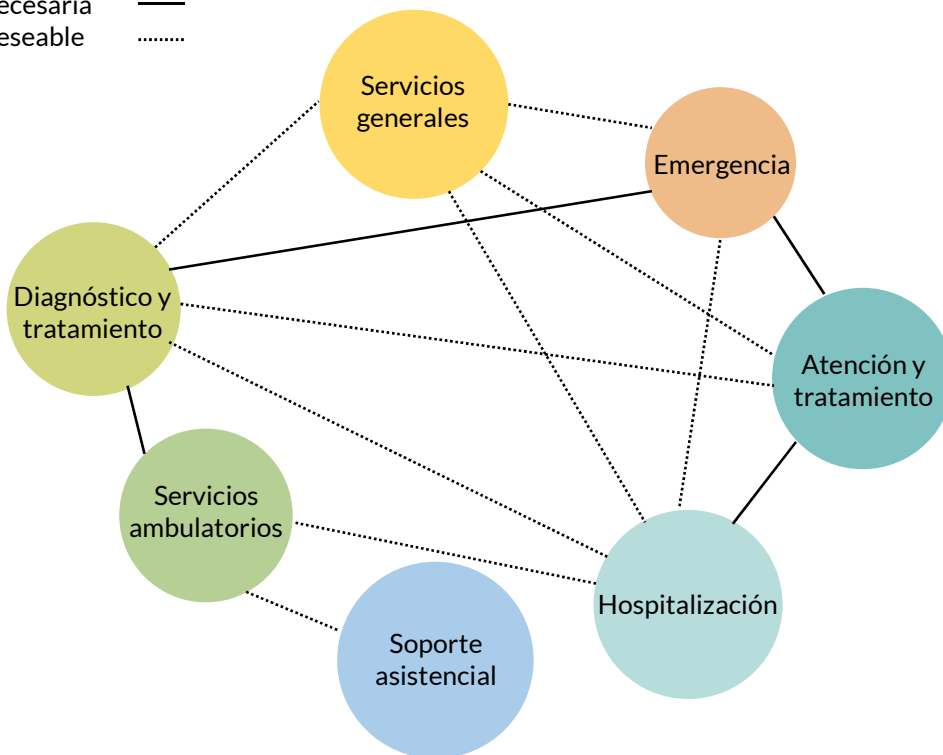 ecesaria
eseable
Servicios
generales
Emergencia
Diagnóstico y
tratamiento
Atención y
tratamiento
Servicios
ambulatorios
Hospitalización
Soporte
asistencial